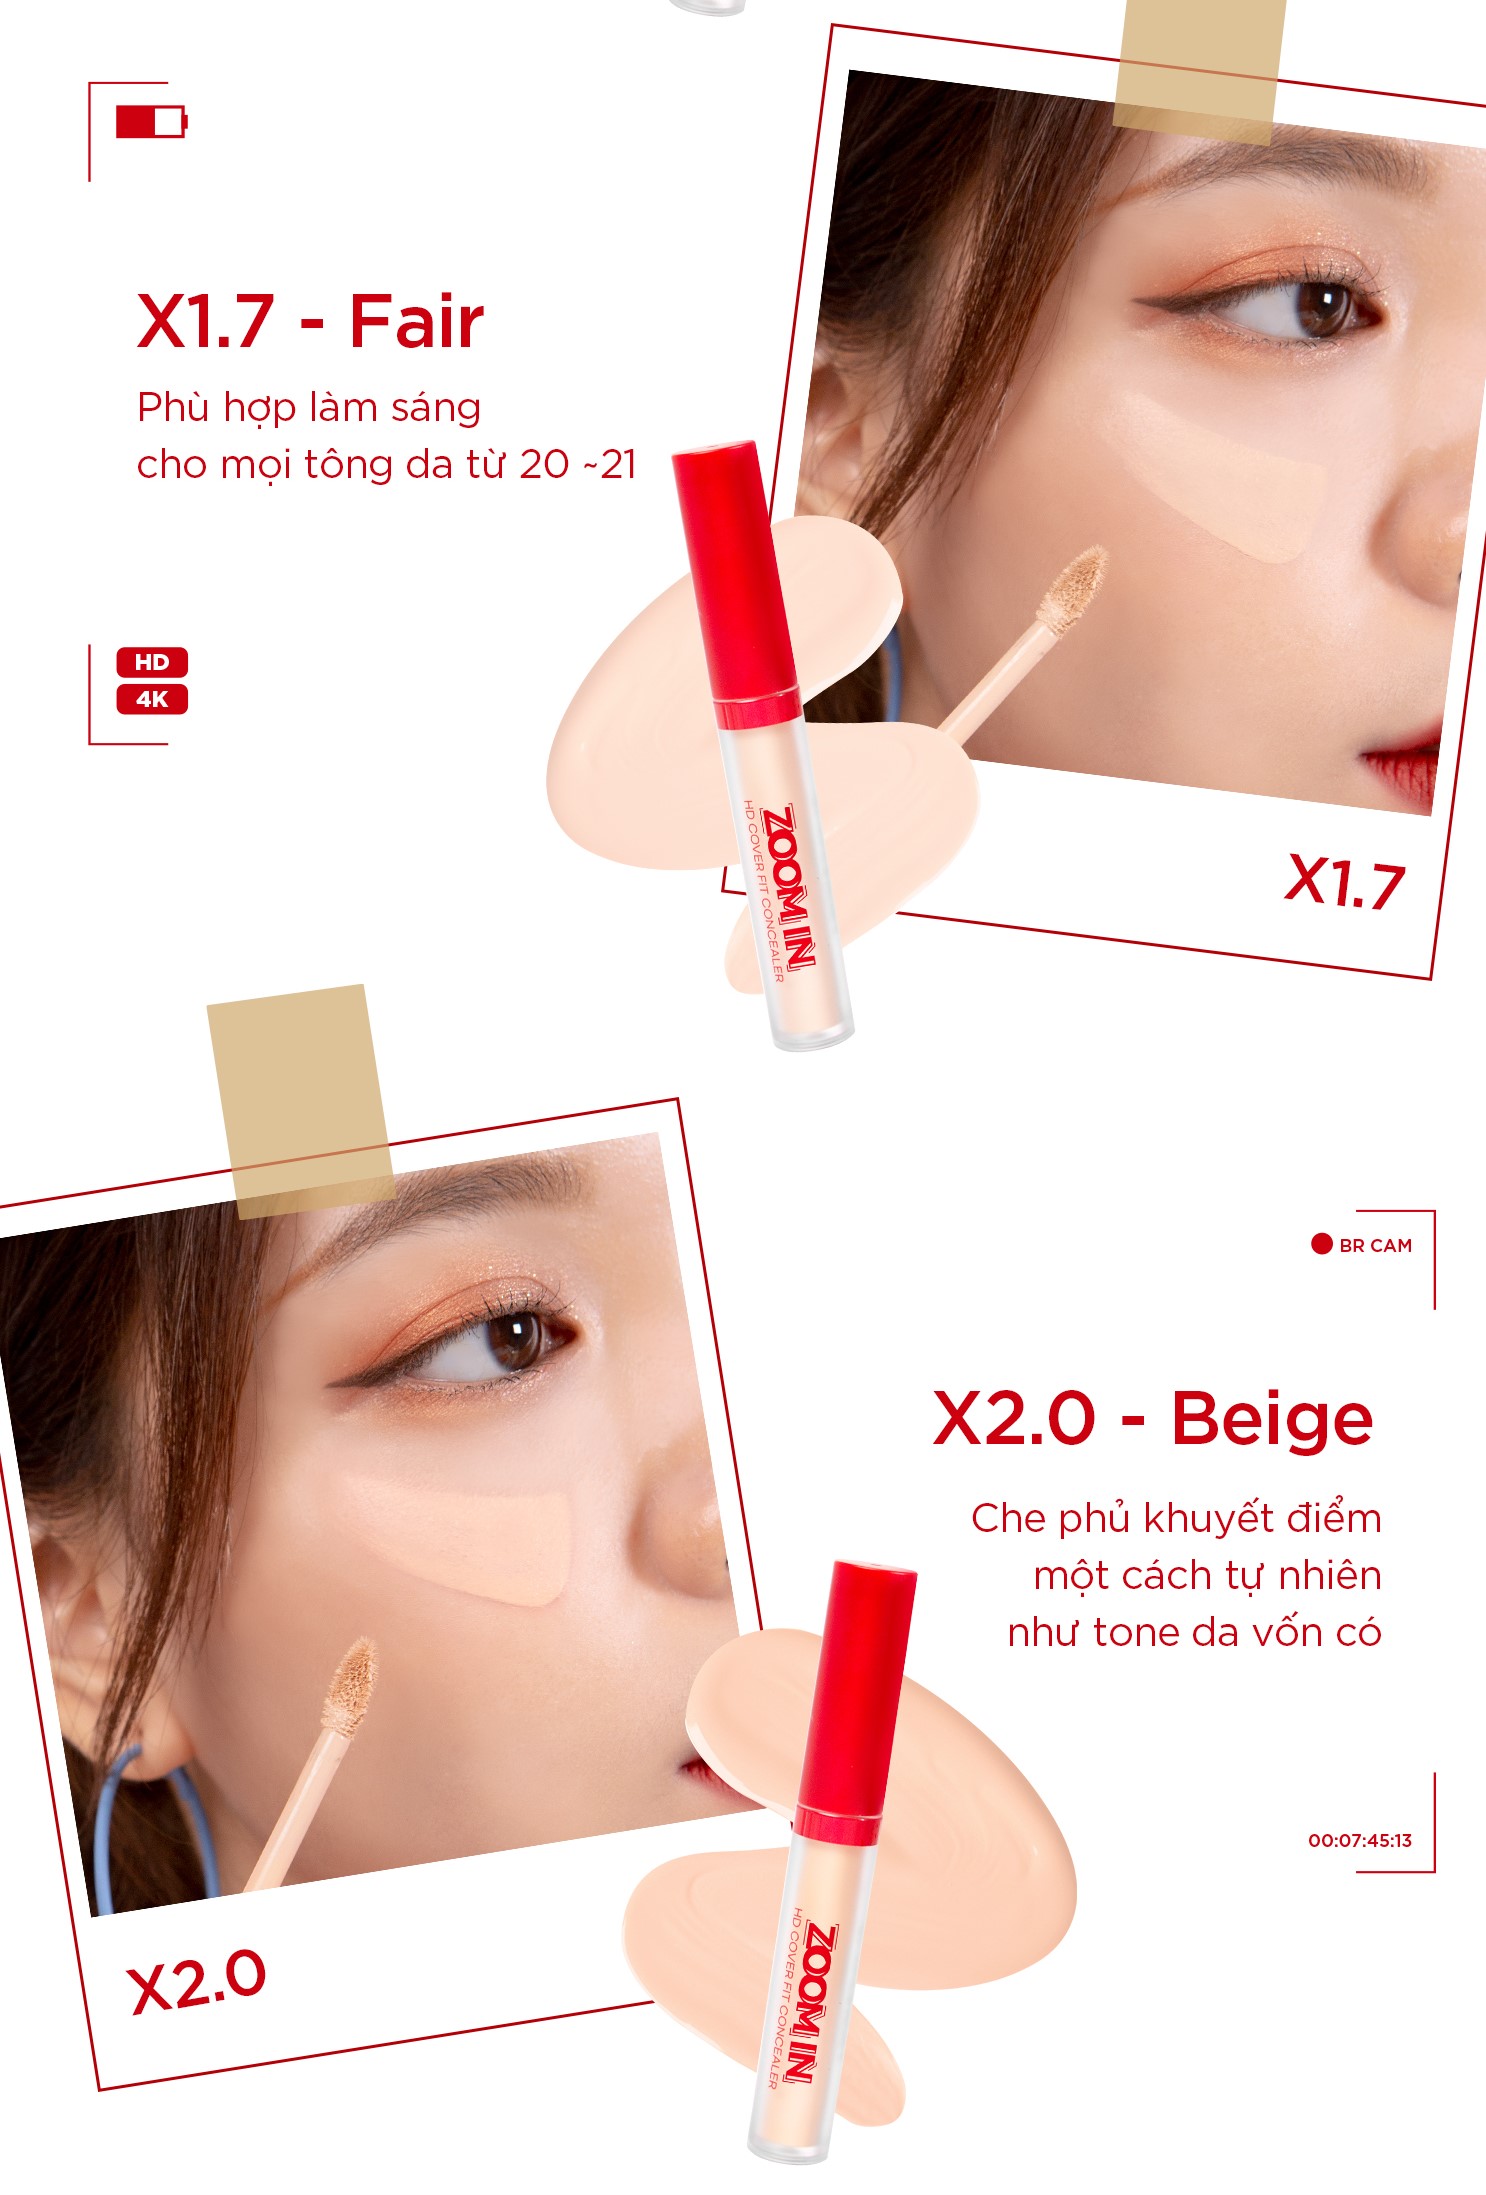 X1.7 - Fair
Phù hợp làm sáng
cho mọi tông da từ 20 ~21
HD
4K
ZOOM IN
HD COVER FIT CONCEALER
X1.7
BR CAM
X2.0 - Beige
Che phủ khuyết điểm
một cách tự nhiên
như tone da vốn có
00:07:45:13
ZOOM IN
HD COVER FIT CONCEALER
X2.0